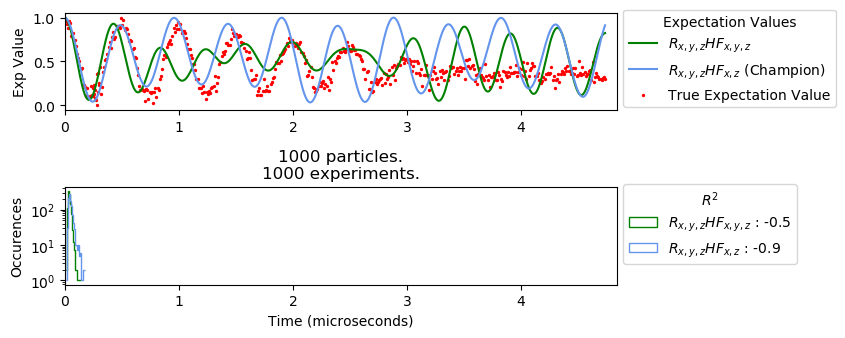 1.0
0.5
0.0
Exp Value
0 1 2 3 4
Expectation Values
R_{x,y,z}HF_{x,y,z}
R_{x,y,z}HF_{x,z} (Champion)
True Expectation Value
1000 particles.
1000 experiments.
10^2
10^1
10^0
Occurences
0 1 2 3 4
Time (microseconds)
R^2
R_{x,y,z}HF_{x,y,z} : -0.5
R_{x,y,z}HF_{x,z} : -0.9